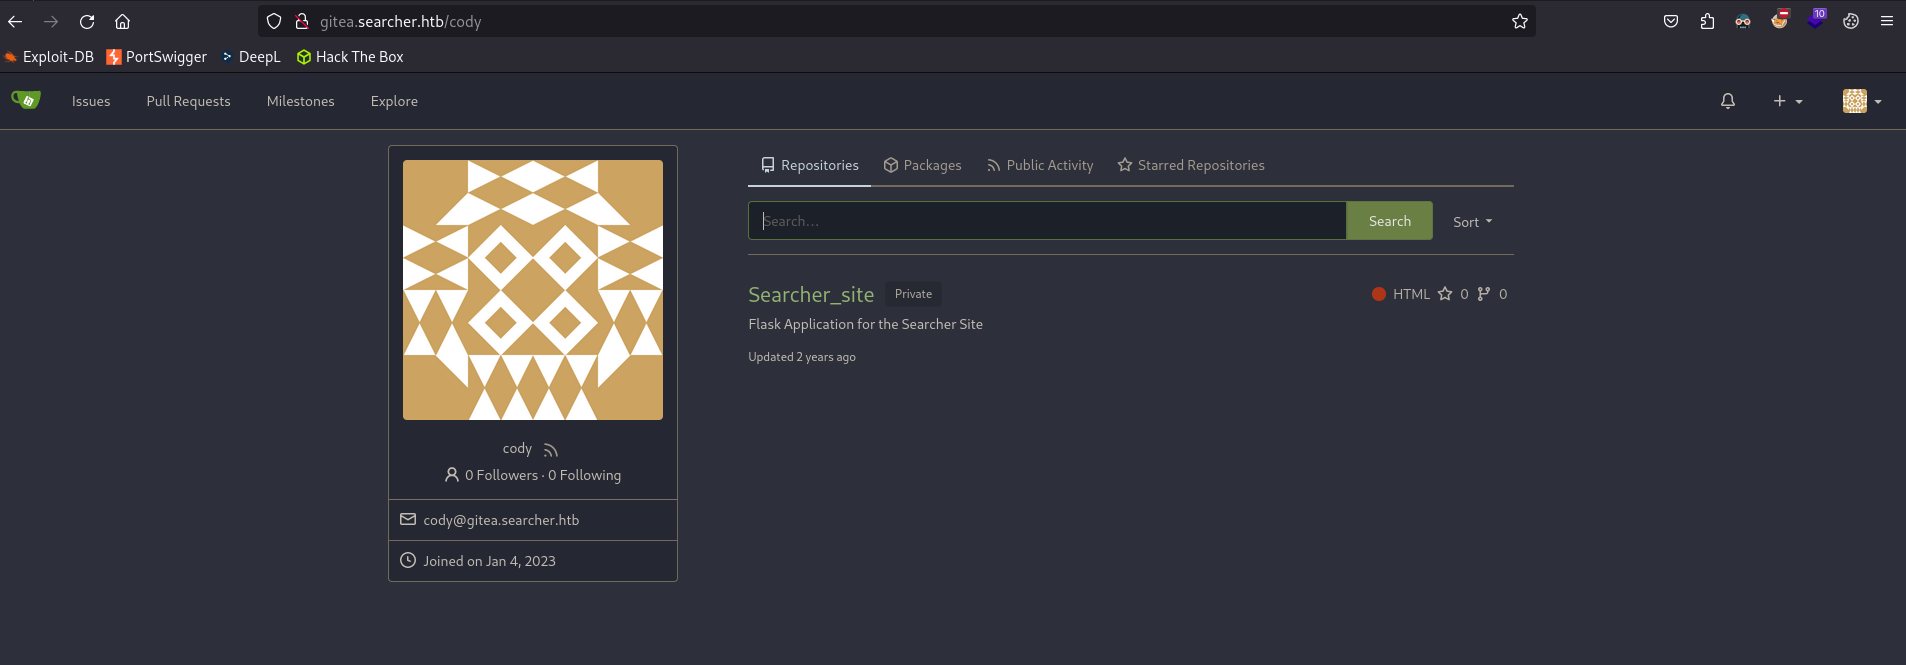 gitea.searcher.htb/cody
10
Exploit-DB PortSwigger DeepL Hack The Box
Issues Pull Requests Milestones Explore
Repositories Packages Public Activity Starred Repositories
Search...
Search
Sort
Searcher_site Private
HTML 0 0
Flask Application for the Searcher Site
Updated 2 years ago
cody
0 Followers · 0 Following
cody@gitea.searcher.htb
Joined on Jan 4, 2023